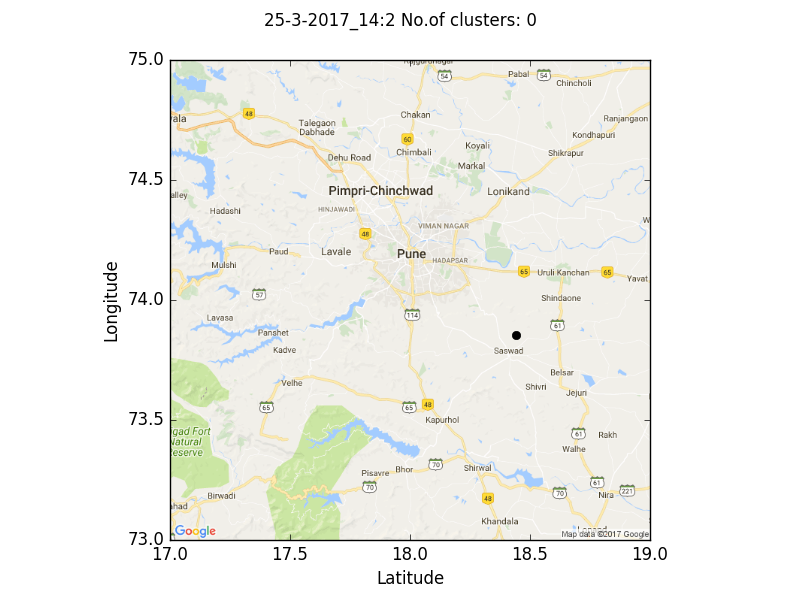 25-3-2017_14:2 No.of clusters: 0
75.0
54
Pabal
54
Chincholi
48
Chakan
Ranjangaon
Talegaon
Dabhade
60
Kondhapuri
Chimbali
Koyali
Shikrapur
Dehu Road
Markal
74.5
Pimpri-Chinchwad
Lonikand
alley
Hadashi
HINJAWADI
VIMAN NAGAR
W
48
Paud
Lavale
Pune
HADAPSAR
Mulshi
65
Uruli Kanchan
65
Yavat
57
Shindaone
74.0
Longitude
Lavasa
114
61
Panshet
Kadve
Saswad
Velhe
Belsar
Shivri
Jejuri
73.5
65
65
48
Kapurhol
gad Fort
Natural
Reserve
61
Rakh
Walhe
Pisavre
Bhor
70
Shirwal
70
61
Birwadi
48
70
Nira
221
ahad
Khandala
Google
Map data ©2017 Google
73.0
17.0
17.5
18.0
18.5
19.0
Latitude